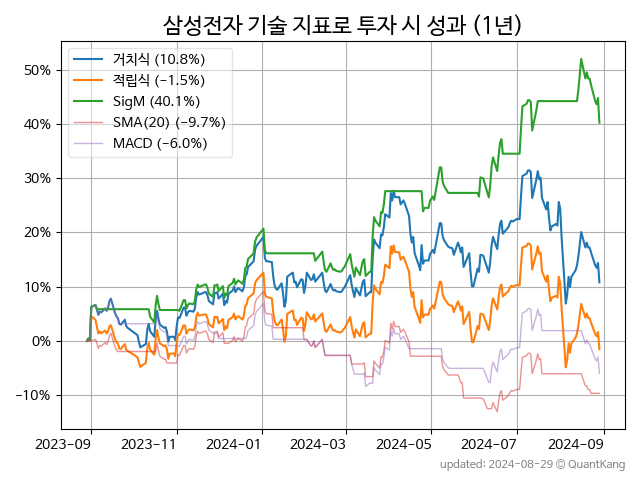 삼성전자 기술 지표로 투자 시 성과 (1년)
거치식 (10.8%)
적립식 (−1.5%)
SigM (40.1%)
SMA(20) (−9.7%)
MACD (−6.0%)
50%
40%
30%
20%
10%
0%
−10%
2023-09 2023-11 2024-01 2024-03 2024-05 2024-07 2024-09
updated: 2024-08-29 © QuantKang